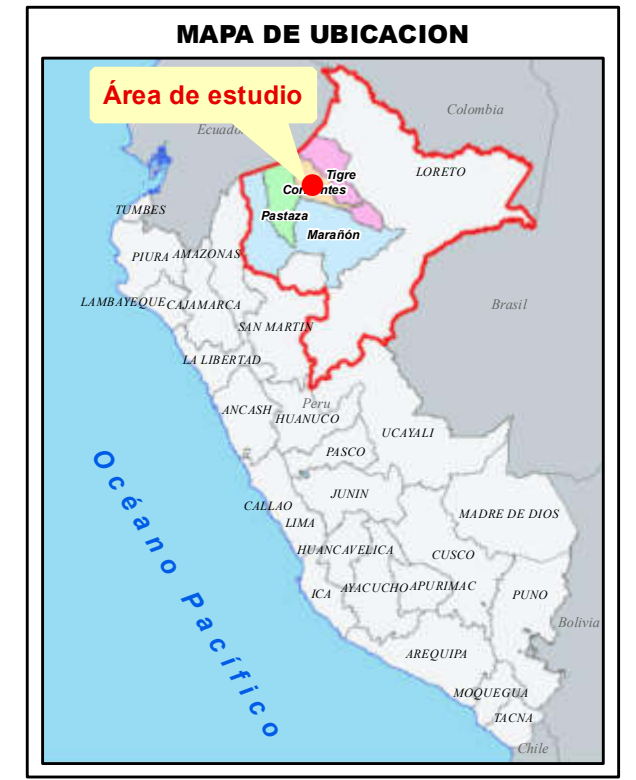 MAPA DE UBICACION
Área de estudio
Colombia
Ecuador
LORETO
Tigre
Corrientes
Pastaza
TUMBES
Marañón
PIURA AMAZONAS
LAMBAYEQUE CAJAMARCA
Brasil
SAN MARTIN
LA LIBERTAD
Peru
ANCASH
HUANUCO
UCAYALI
PASCO
Océano Pacífico
JUNIN
CALLAO
LIMA
MADRE DE DIOS
HUANCAVELICA
CUSCO
ICA
AYACUCHO APURIMAC
PUNO
Bolivia
AREQUIPA
MOQUEGUA
TACNA
Chile